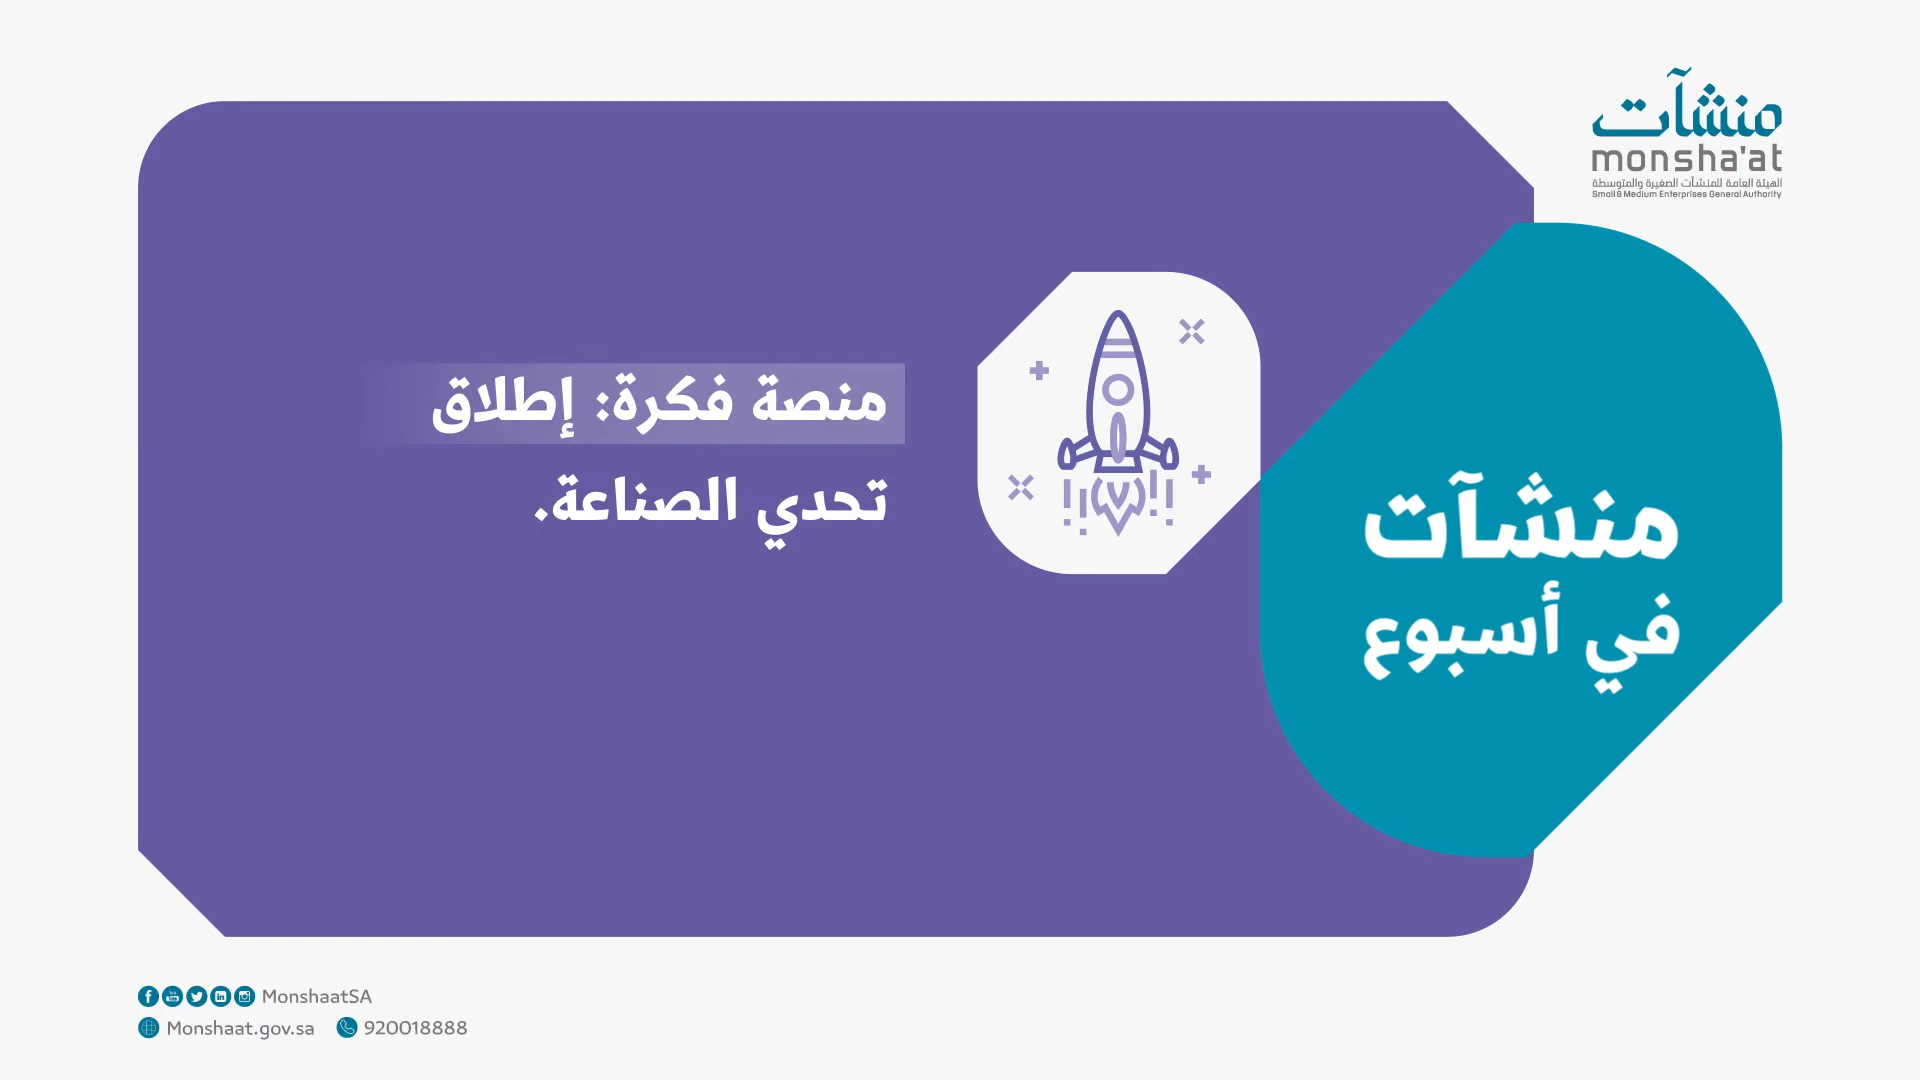 منشآت
monsha'at
الهيئة العامة للمنشآت الصغيرة والمتوسطة
Small & Medium Enterprises General Authority
منشآت
في أسبوع
منصة فكرة: إطلاق
تحدي الصناعة.
MonshaatSA
Monshaat.gov.sa 920018888